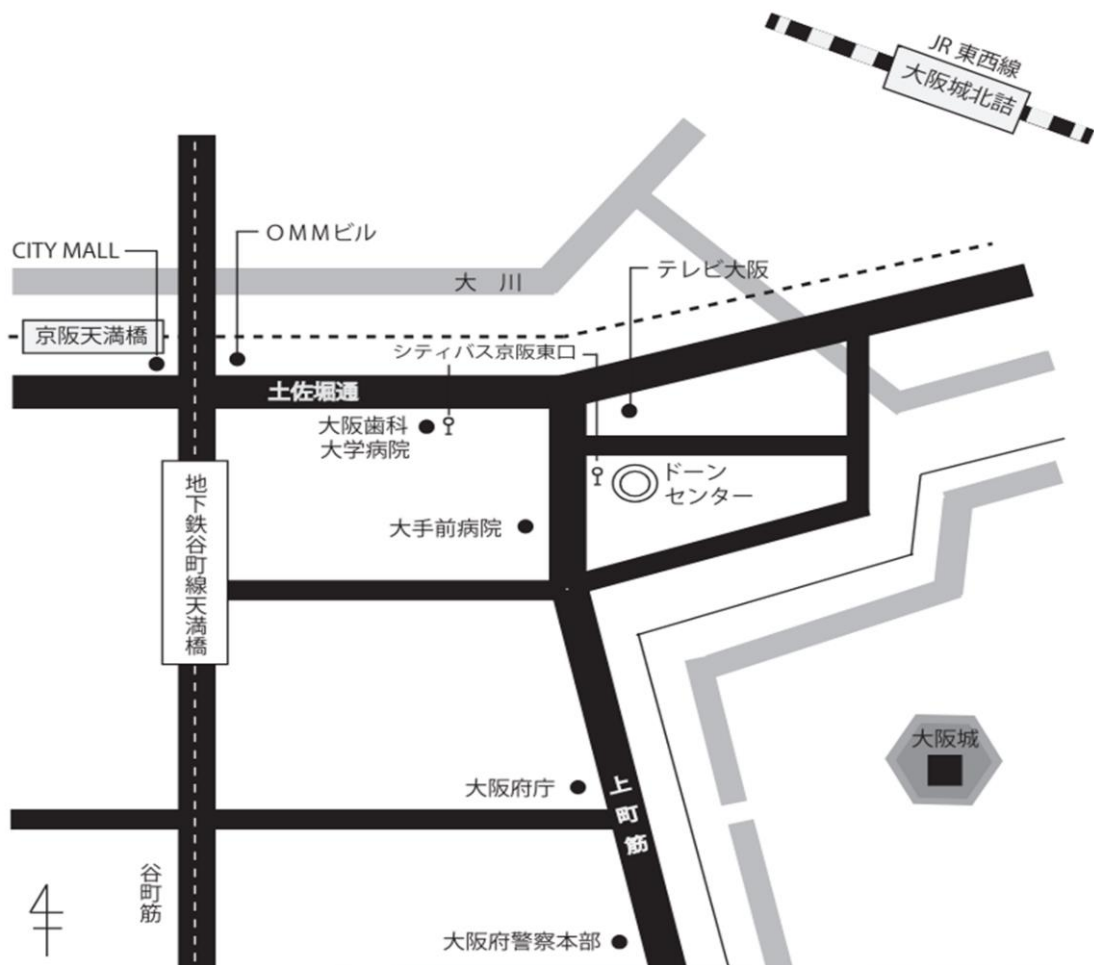 JR 東西線
大阪城北詰
OMMビル
CITY MALL
テレビ大阪
大 川
京阪天満橋
シティバス京阪東口
土佐堀通
大阪歯科
大学病院
ドーン
センター
地下鉄谷町線天満橋
大手前病院
大阪城
大阪府庁
上町筋
谷町筋
大阪府警察本部